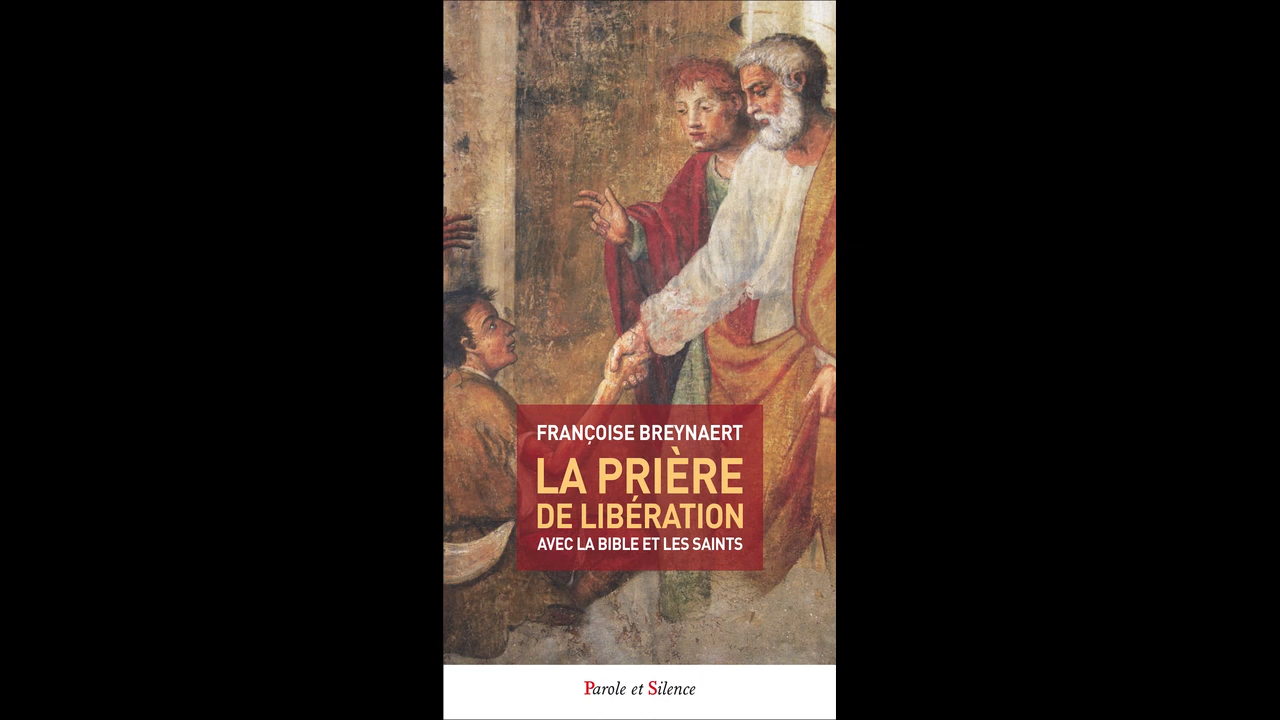 FRANÇOISE BREYNAERT
LA PRIÈRE
DE LIBÉRATION
AVEC LA BIBLE ET LES SAINTS
Parole et Silence